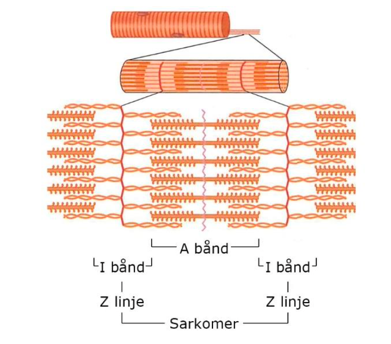 A bånd
I bånd I bånd
Z linje Z linje
Sarkomer